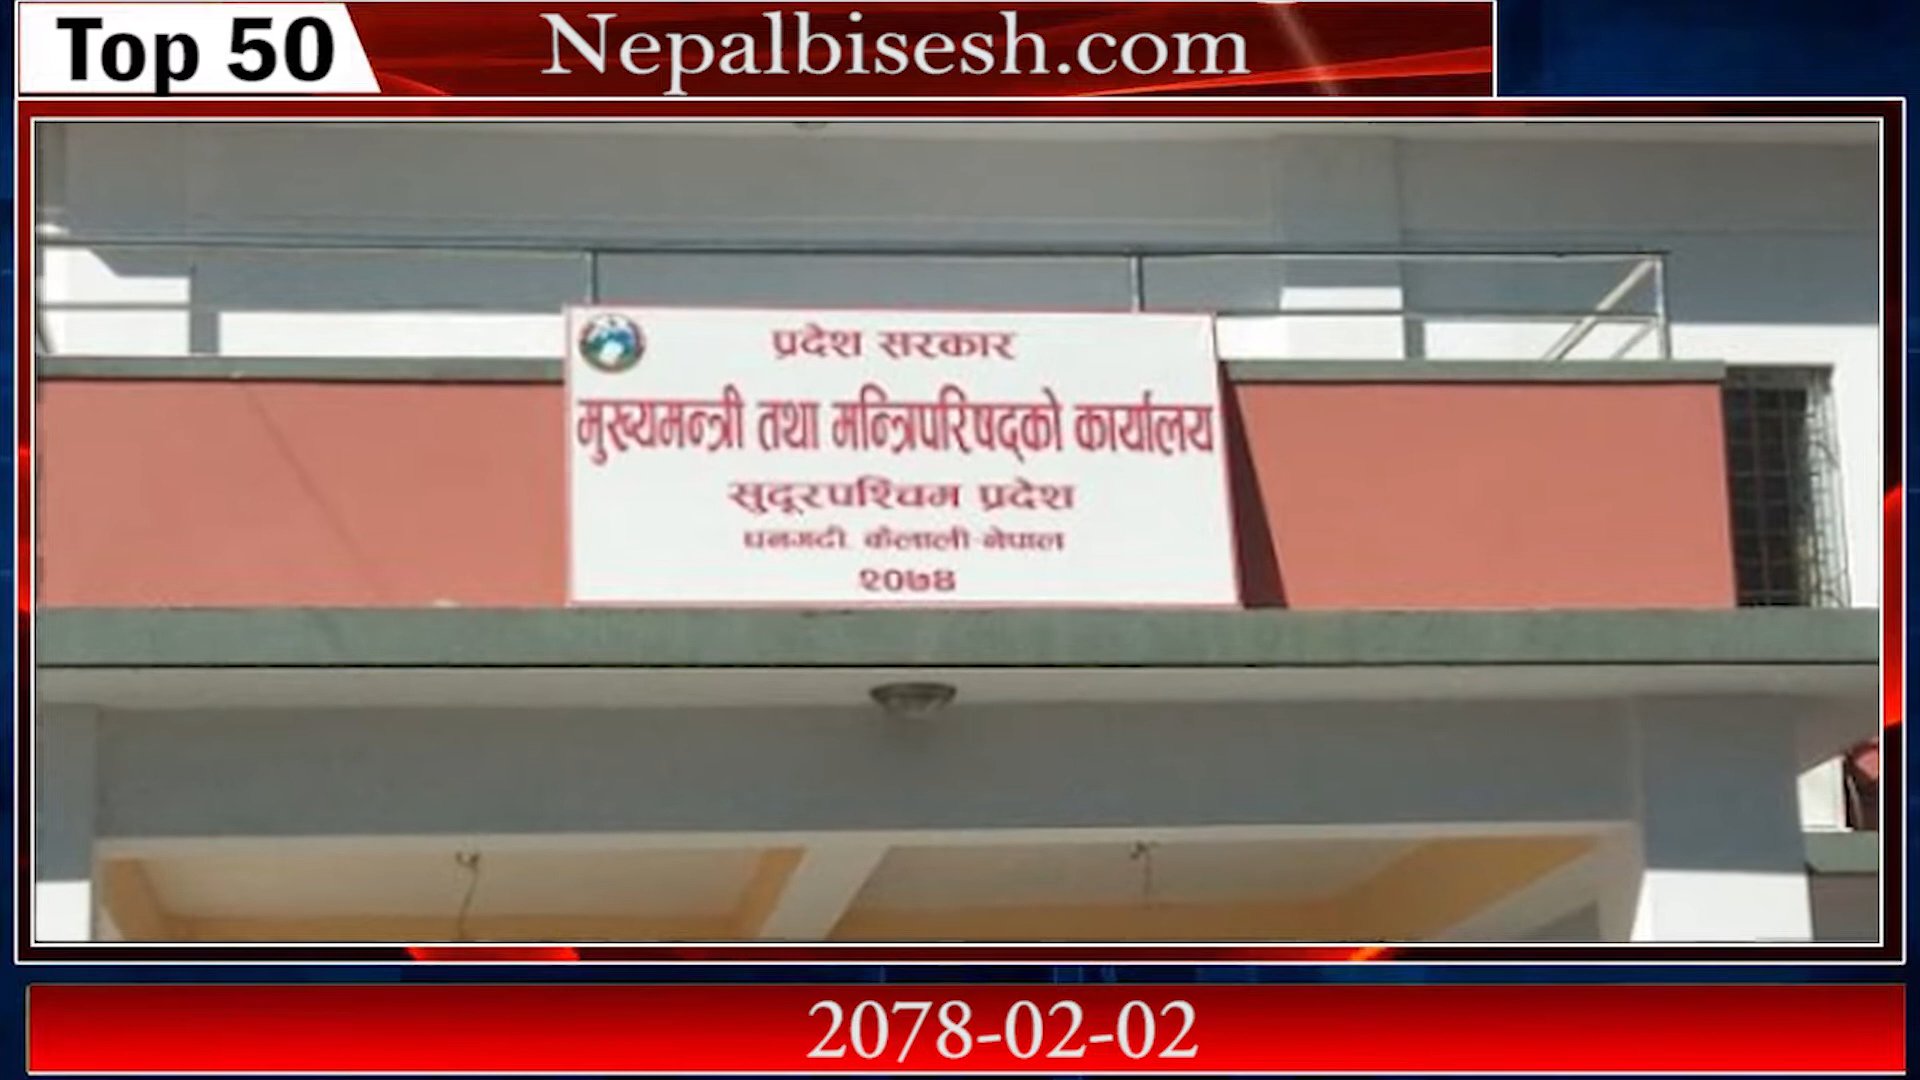 Top 50
Nepalbisesh.com
प्रदेश सरकार
मुख्यमन्त्री तथा मन्त्रिपरिषद्को कार्यालय
सुदूरपश्चिम प्रदेश
धनगढी कैलाली नेपाल
२०७४
2078-02-02